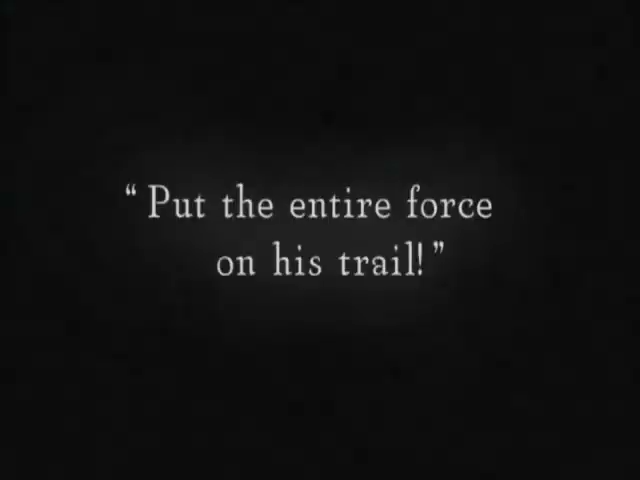 “Put the entire force
on his trail!”